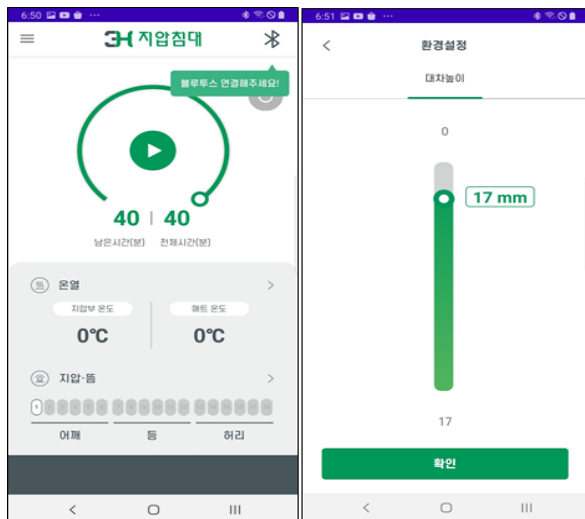 6:50
3H 지압침대
블루투스 연결해주세요!
40 | 40
남은시간(분) 전체시간(분)
온열
지압부 온도 매트 온도
0℃ 0℃
지압·뜸
1
어깨 등 허리
6:51
환경설정
대차높이
0
17 mm
17
확인